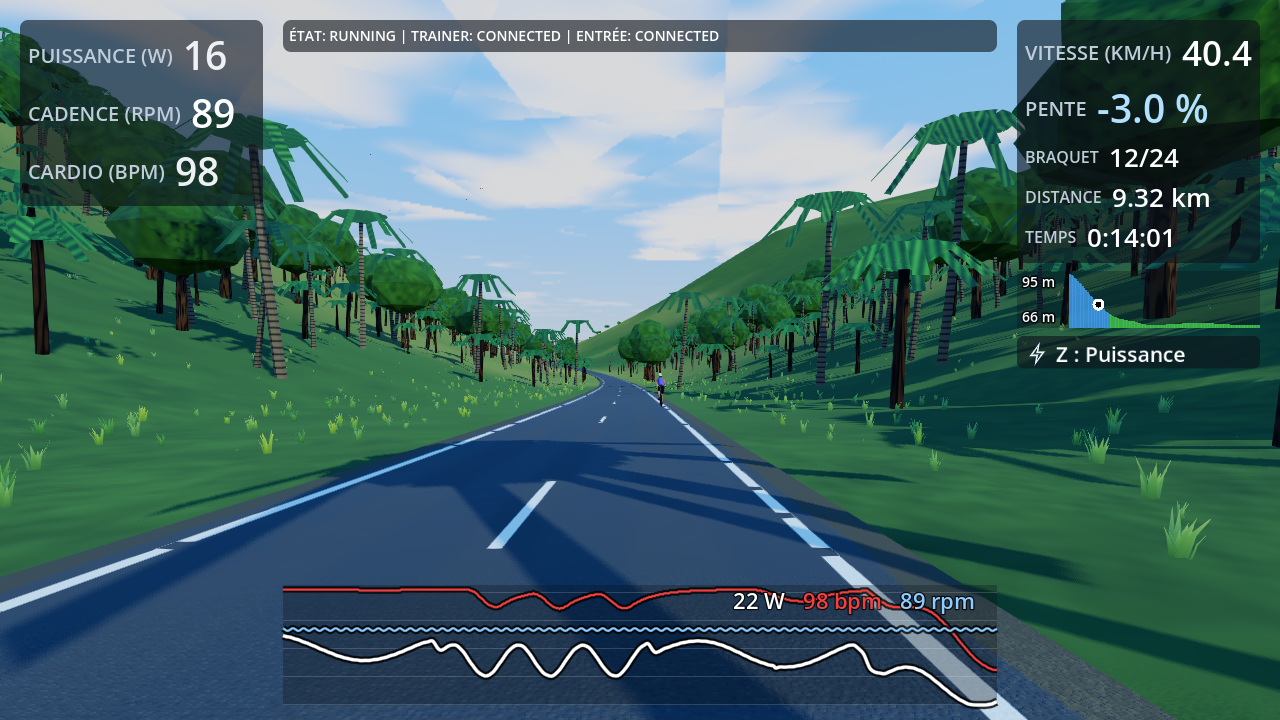 PUISSANCE (W) 16
CADENCE (RPM) 89
CARDIO (BPM) 98
ÉTAT: RUNNING | TRAINER: CONNECTED | ENTRÉE: CONNECTED
VITESSE (KM/H) 40.4
PENTE -3.0 %
BRAQUET 12/24
DISTANCE 9.32 km
TEMPS 0:14:01
95 m
66 m
Z : Puissance
22 W 98 bpm 89 rpm